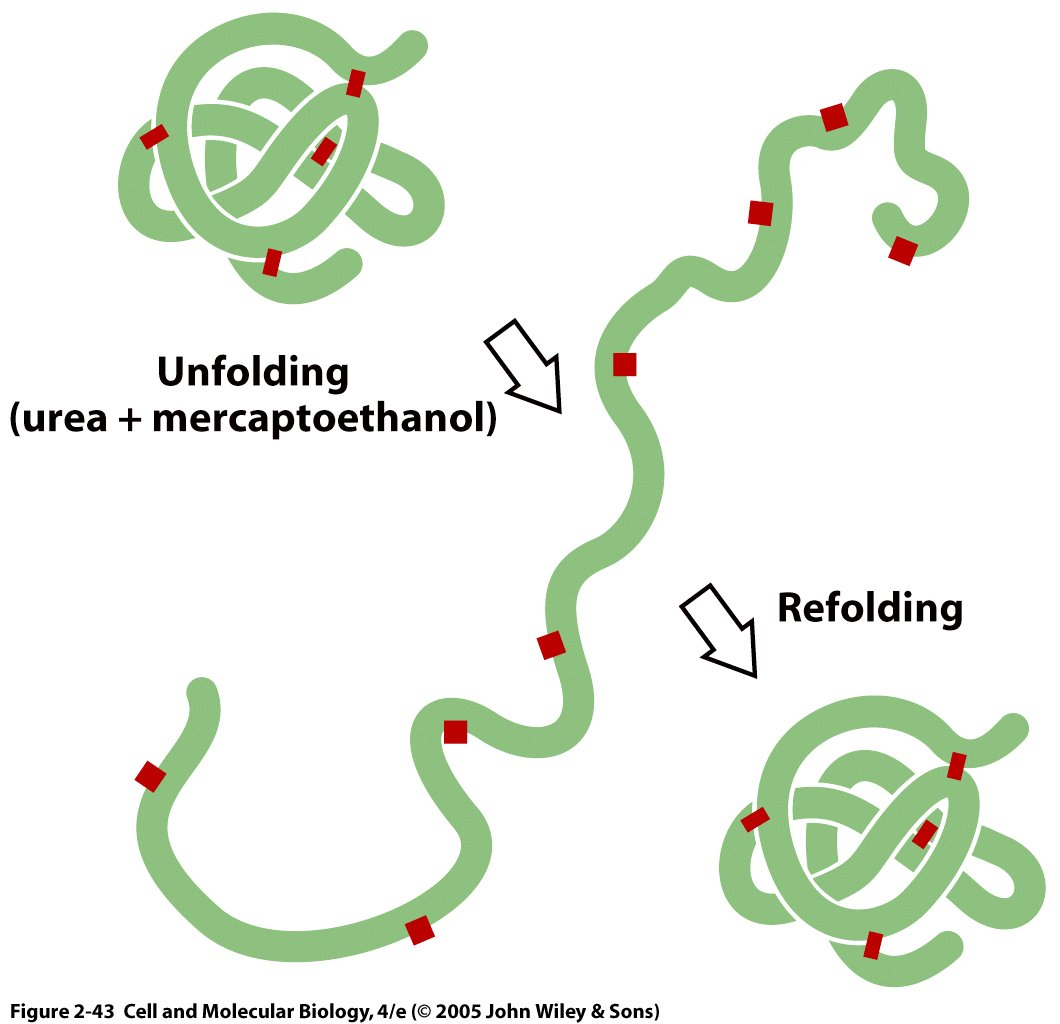 Unfolding
(urea + mercaptoethanol)
Refolding
Figure 2-43 Cell and Molecular Biology, 4/e (© 2005 John Wiley & Sons)